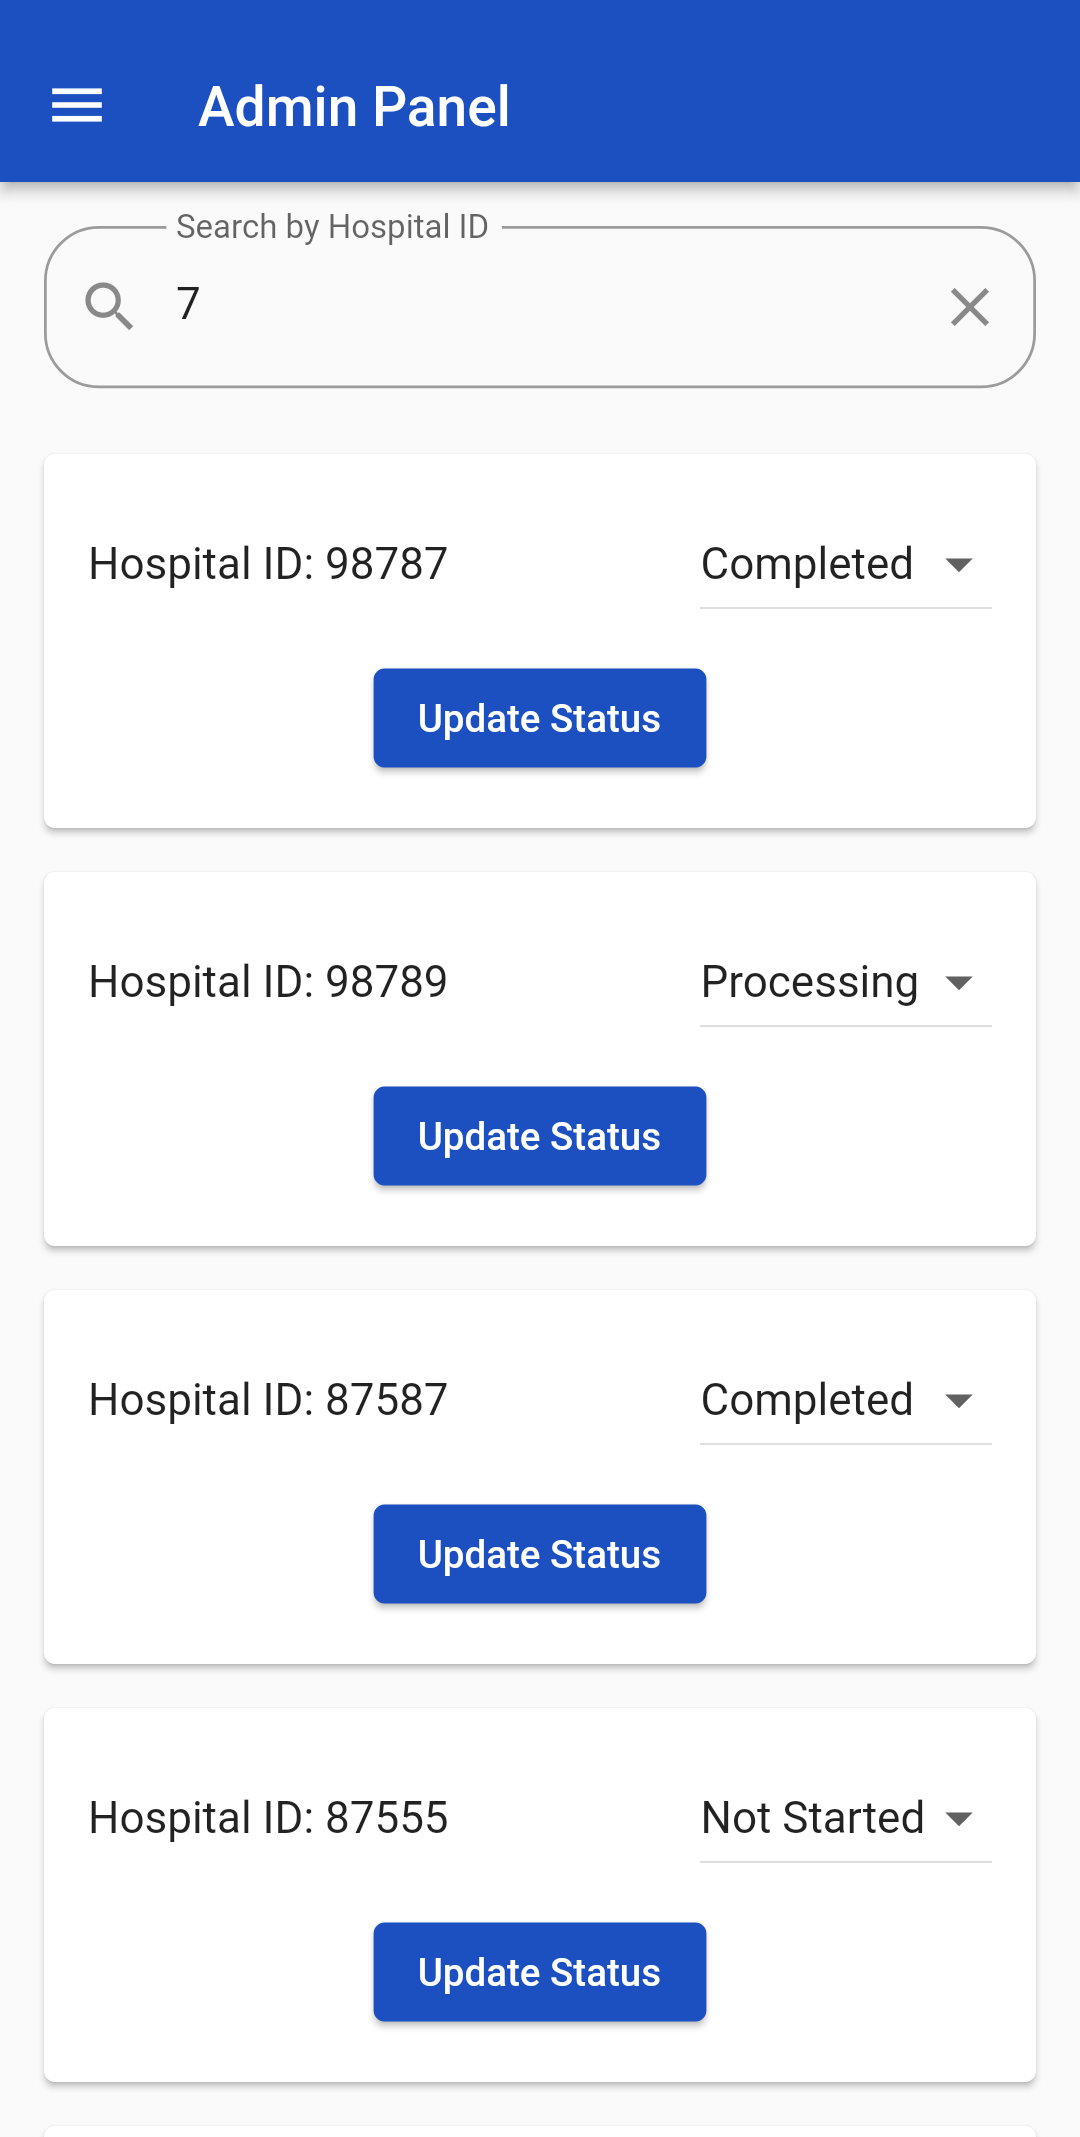 Admin Panel
Search by Hospital ID
7
Hospital ID: 98787
Completed
Update Status
Hospital ID: 98789
Processing
Update Status
Hospital ID: 87587
Completed
Update Status
Hospital ID: 87555
Not Started
Update Status